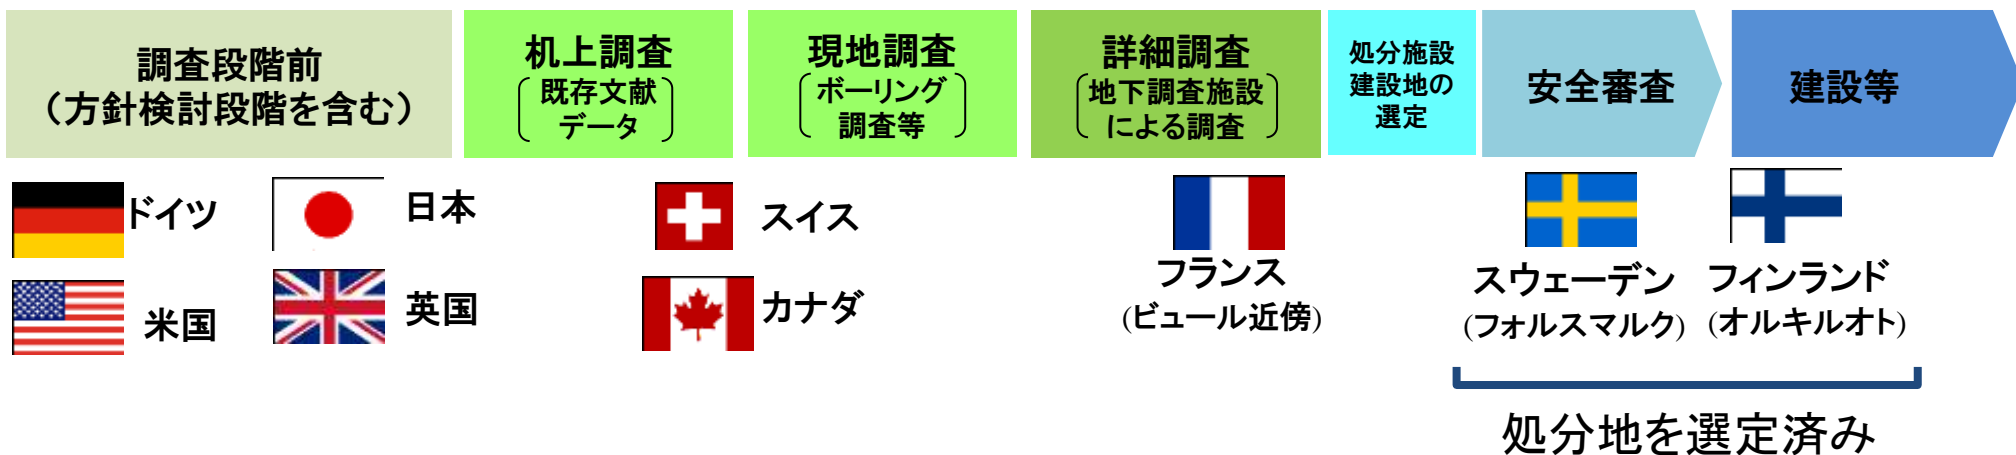 調査段階前
（方針検討段階を含む）
机上調査
既存文献
データ
現地調査
ボーリング
調査等
詳細調査
地下調査施設
による調査
処分施設
建設地の
選定
安全審査
建設等
ドイツ
日本
スイス
米国
英国
カナダ
フランス
(ビュール近傍)
スウェーデン
(フォルスマルク)
フィンランド
(オルキルオト)
処分地を選定済み